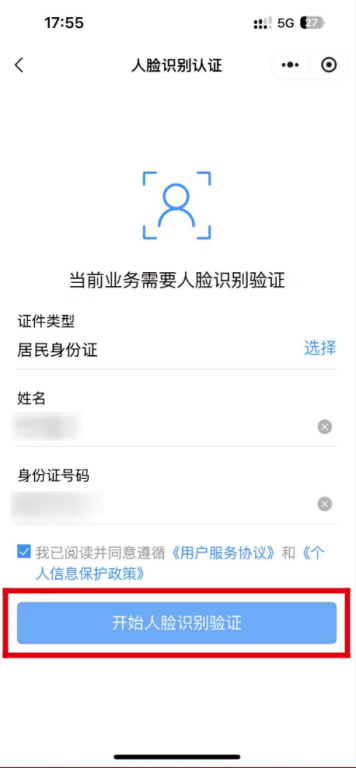 17:55
5G 27
人脸识别认证
当前业务需要人脸识别验证
证件类型
居民身份证
选择
姓名
身份证号码
我已阅读并同意遵循《用户服务协议》和《个
人信息保护政策》
开始人脸识别验证